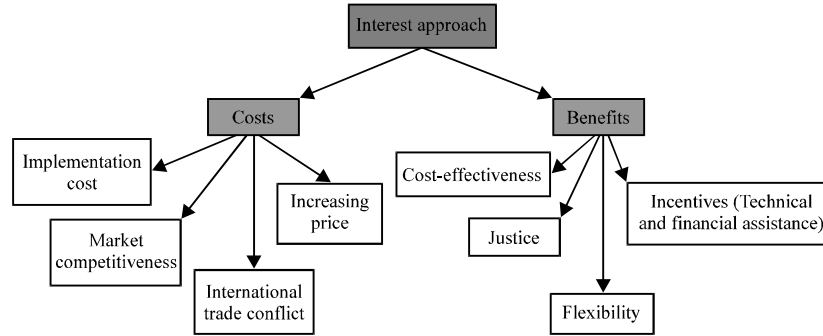 Interest approach
Costs
Benefits
Implementation
cost
Market
competitiveness
International
trade conflict
Increasing
price
Cost-effectiveness
Justice
Flexibility
Incentives (Technical
and financial assistance)